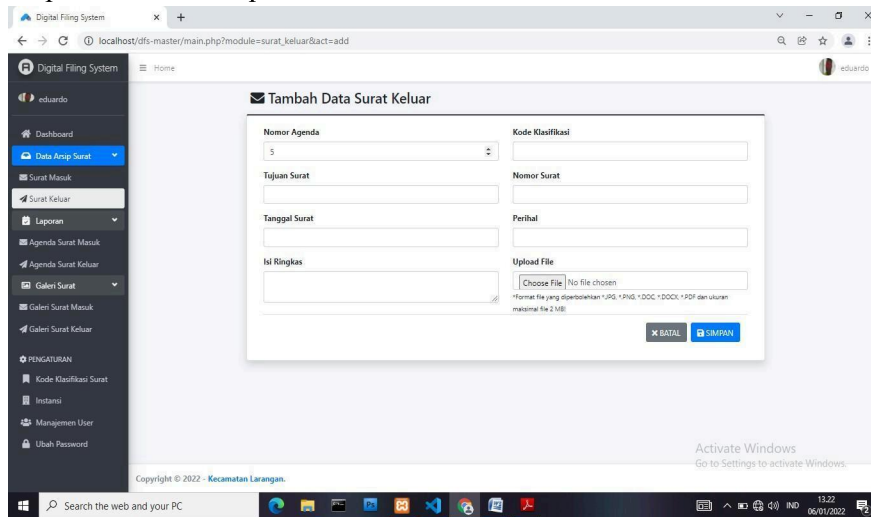 Digital Filing System
localhost/dfs-master/main.php?module=surat_keluar&act=add
Digital Filing System
Home
eduardo
eduardo
Tambah Data Surat Keluar
Dashboard
Data Arsip Surat
Surat Masuk
Surat Keluar
Laporan
Agenda Surat Masuk
Agenda Surat Keluar
Galeri Surat
Galeri Surat Masuk
Galeri Surat Keluar
PENGATURAN
Kode Klasifikasi Surat
Instansi
Manajemen User
Ubah Password
Nomor Agenda
5
Kode Klasifikasi
Tujuan Surat
Nomor Surat
Tanggal Surat
Perihal
Isi Ringkas
Upload File
Choose File No file chosen
*Format file yang diperbolehkan *.JPG, *.PNG, *.DOC, *.DOCX, *.PDF dan ukuran
maksimal file 2 MB!
BATAL
SIMPAN
Activate Windows
Go to Settings to activate Windows.
Copyright © 2022 - Kecamatan Larangan.
Search the web and your PC
IND
13.22
06/01/2022